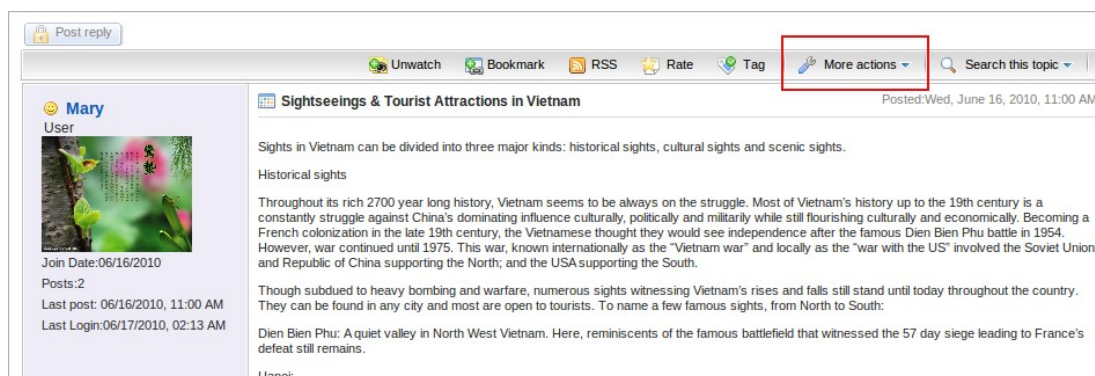 Post reply
Unwatch Bookmark RSS Rate Tag More actions Search this topic
Mary
User
Join Date:06/16/2010
Posts:2
Last post: 06/16/2010, 11:00 AM
Last Login:06/17/2010, 02:13 AM
Sightseeings & Tourist Attractions in Vietnam
Posted:Wed, June 16, 2010, 11:00 AM
Sights in Vietnam can be divided into three major kinds: historical sights, cultural sights and scenic sights.
Historical sights
Throughout its rich 2700 year long history, Vietnam seems to be always on the struggle. Most of Vietnam's history up to the 19th century is a
constantly struggle against China's dominating influence culturally, politically and militarily while still flourishing culturally and economically. Becoming a
French colonization in the late 19th century, the Vietnamese thought they would see independence after the famous Dien Bien Phu battle in 1954.
However, war continued until 1975. This war, known internationally as the “Vietnam war” and locally as the “war with the US” involved the Soviet Union
and Republic of China supporting the North; and the USA supporting the South.
Though subdued to heavy bombing and warfare, numerous sights witnessing Vietnam's rises and falls still stand until today throughout the country.
They can be found in any city and most are open to tourists. To name a few famous sights, from North to South:
Dien Bien Phu: A quiet valley in North West Vietnam. Here, reminiscents of the famous battlefield that witnessed the 57 day siege leading to France's
defeat still remains.